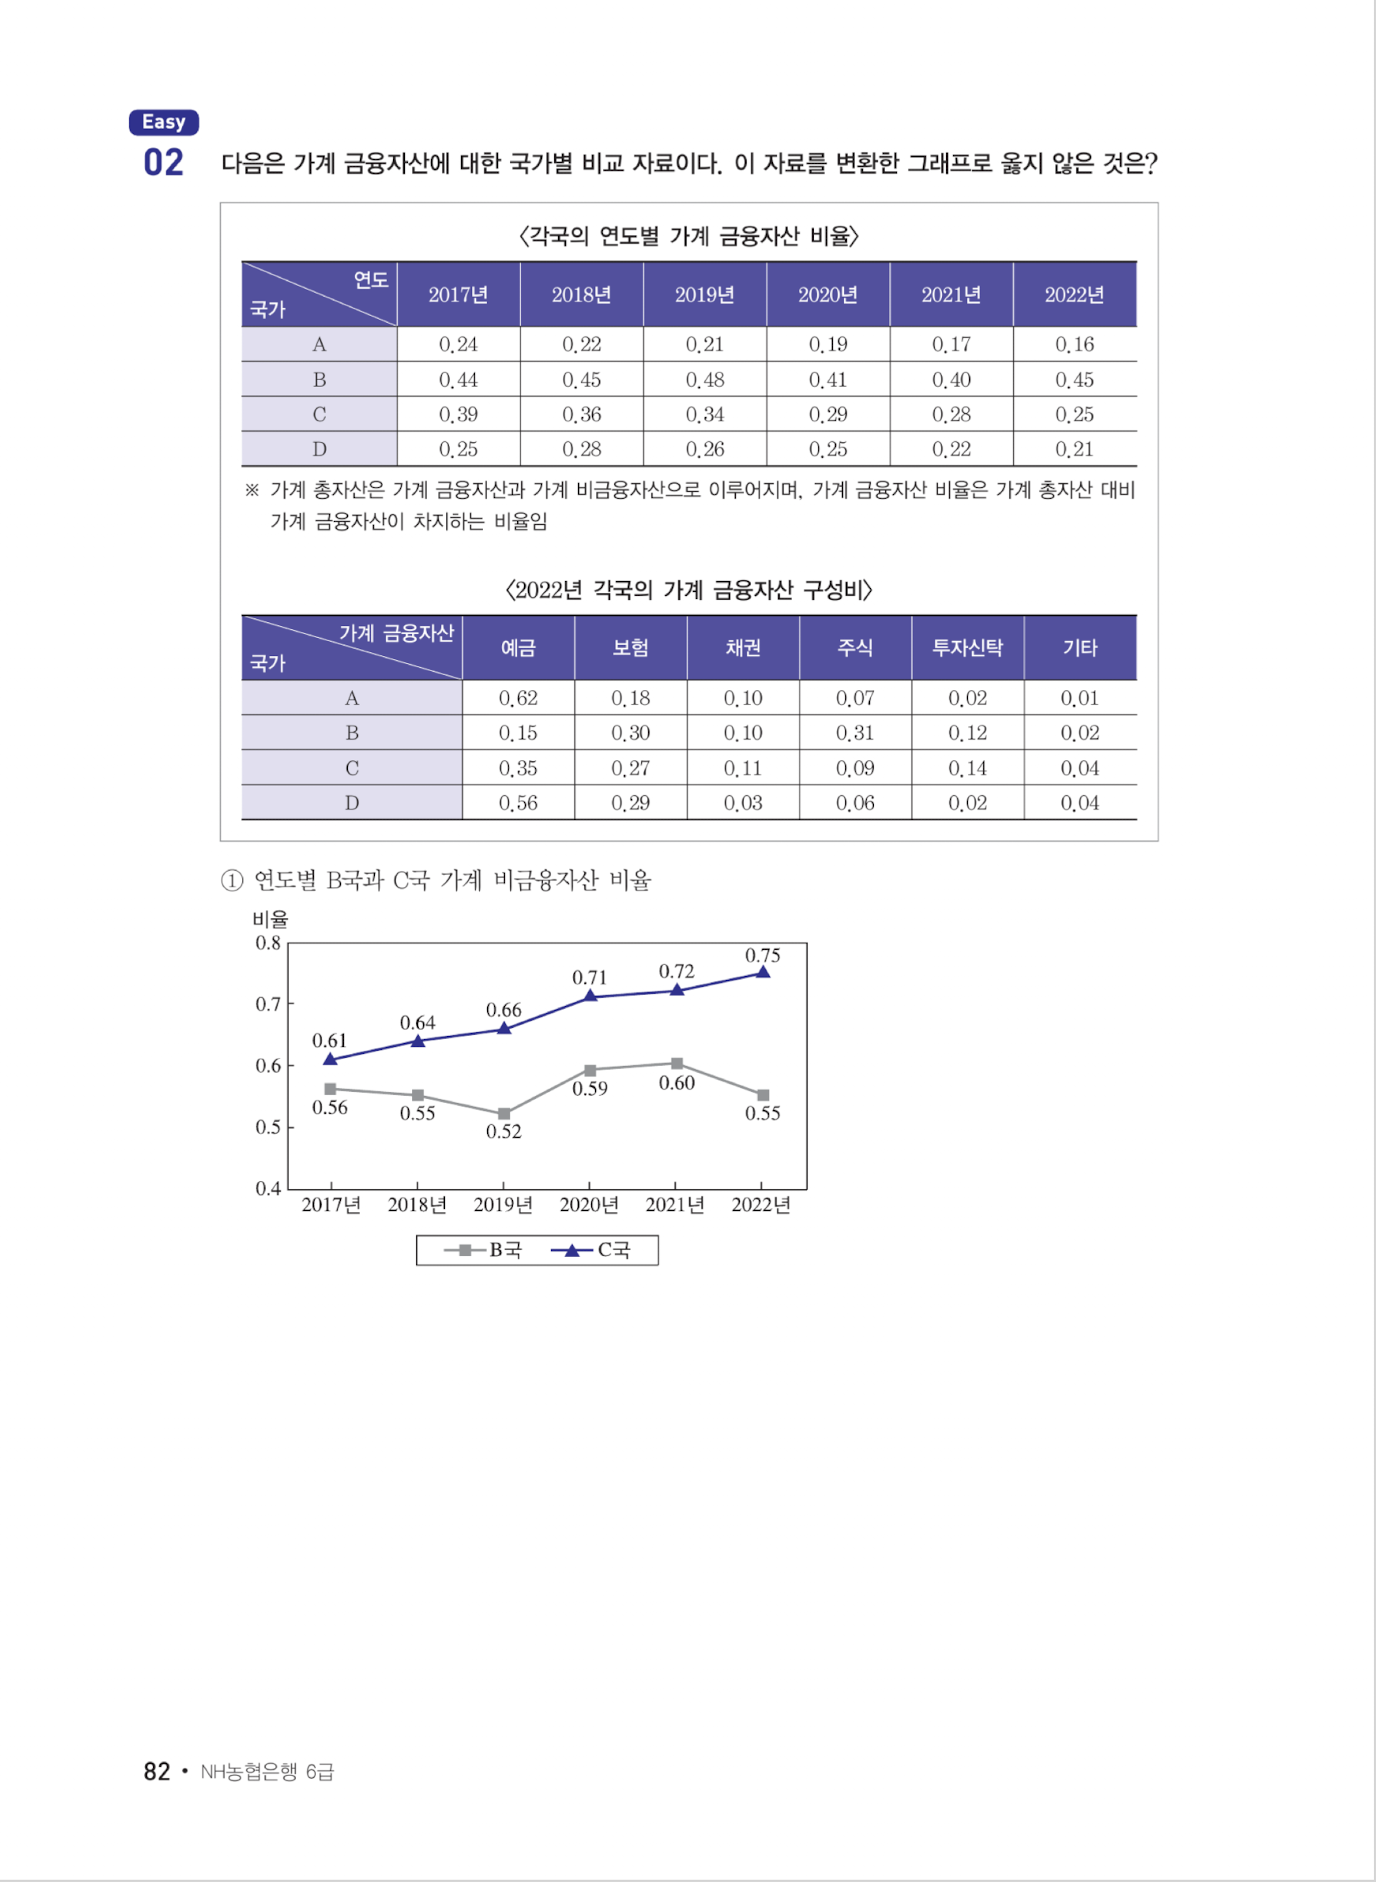 Easy
02 다음은 가계 금융자산에 대한 국가별 비교 자료이다. 이 자료를 변환한 그래프로 옳지 않은 것은?
〈각국의 연도별 가계 금융자산 비율〉
연도
국가
2017년 2018년 2019년 2020년 2021년 2022년
A 0.24 0.22 0.21 0.19 0.17 0.16
B 0.44 0.45 0.48 0.41 0.40 0.45
C 0.39 0.36 0.34 0.29 0.28 0.25
D 0.25 0.28 0.26 0.25 0.22 0.21
※ 가계 총자산은 가계 금융자산과 가계 비금융자산으로 이루어지며, 가계 금융자산 비율은 가계 총자산 대비
가계 금융자산이 차지하는 비율임
〈2022년 각국의 가계 금융자산 구성비〉
가계 금융자산
국가
예금 보험 채권 주식 투자신탁 기타
A 0.62 0.18 0.10 0.07 0.02 0.01
B 0.15 0.30 0.10 0.31 0.12 0.02
C 0.35 0.27 0.11 0.09 0.14 0.04
D 0.56 0.29 0.03 0.06 0.02 0.04
① 연도별 B국과 C국 가계 비금융자산 비율
비율
0.8
0.7
0.6
0.5
0.4
0.61 0.64 0.66 0.71 0.72 0.75
0.56 0.55 0.52 0.59 0.60 0.55
2017년 2018년 2019년 2020년 2021년 2022년
B국 C국
82 • NH농협은행 6급